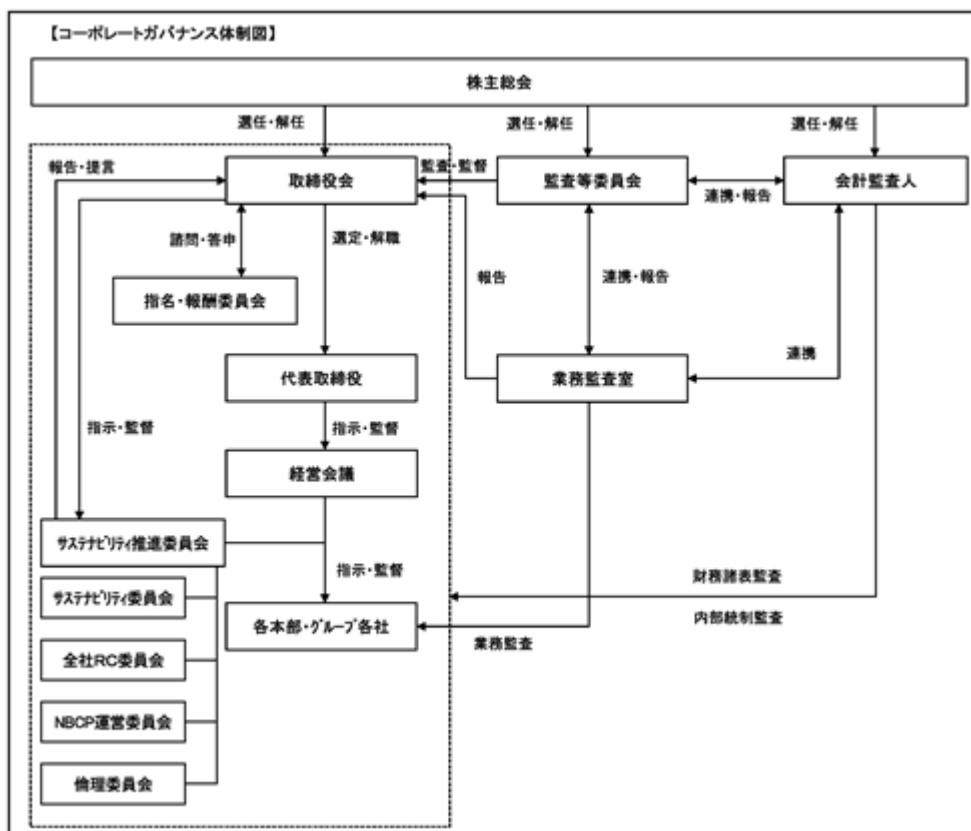 【コーポレートガバナンス体制図】
株主総会
選任・解任
選任・解任
選任・解任
報告・提言
取締役会
監査・監督
監査等委員会
連携・報告
会計監査人
諮問・答申
選定・解職
報告
連携・報告
指名・報酬委員会
連携
代表取締役
業務監査室
指示・監督
指示・監督
経営会議
サステナビリティ推進委員会
指示・監督
財務諸表監査
サステナビリティ委員会
各本部・グループ各社
内部統制監査
業務監査
全社RC委員会
NBCP運営委員会
倫理委員会